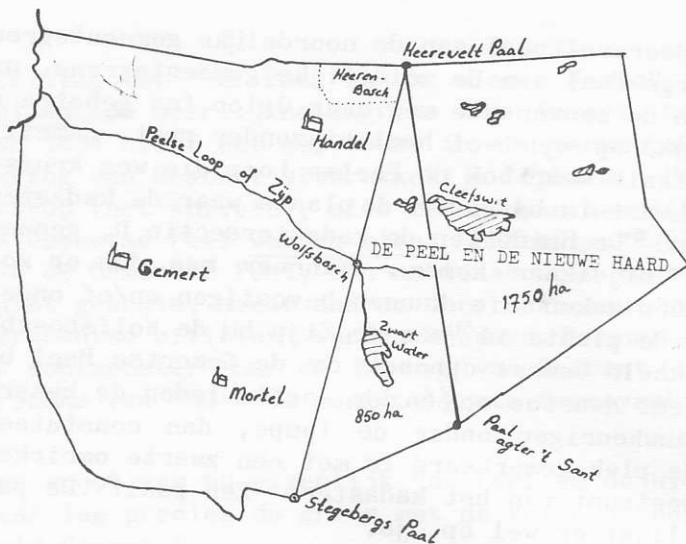 Heerevelt Paal
Heeren-
Bosch
Handel
Peelse Loop of Zijp
Cleefswit
Wolfsbosch
DE PEEL EN DE NIEUWE HAARD
Gemert
1750 ha
Zwart
Water
Mortel
850 ha
Paal
agter 't Sant
Stegebergs Paal